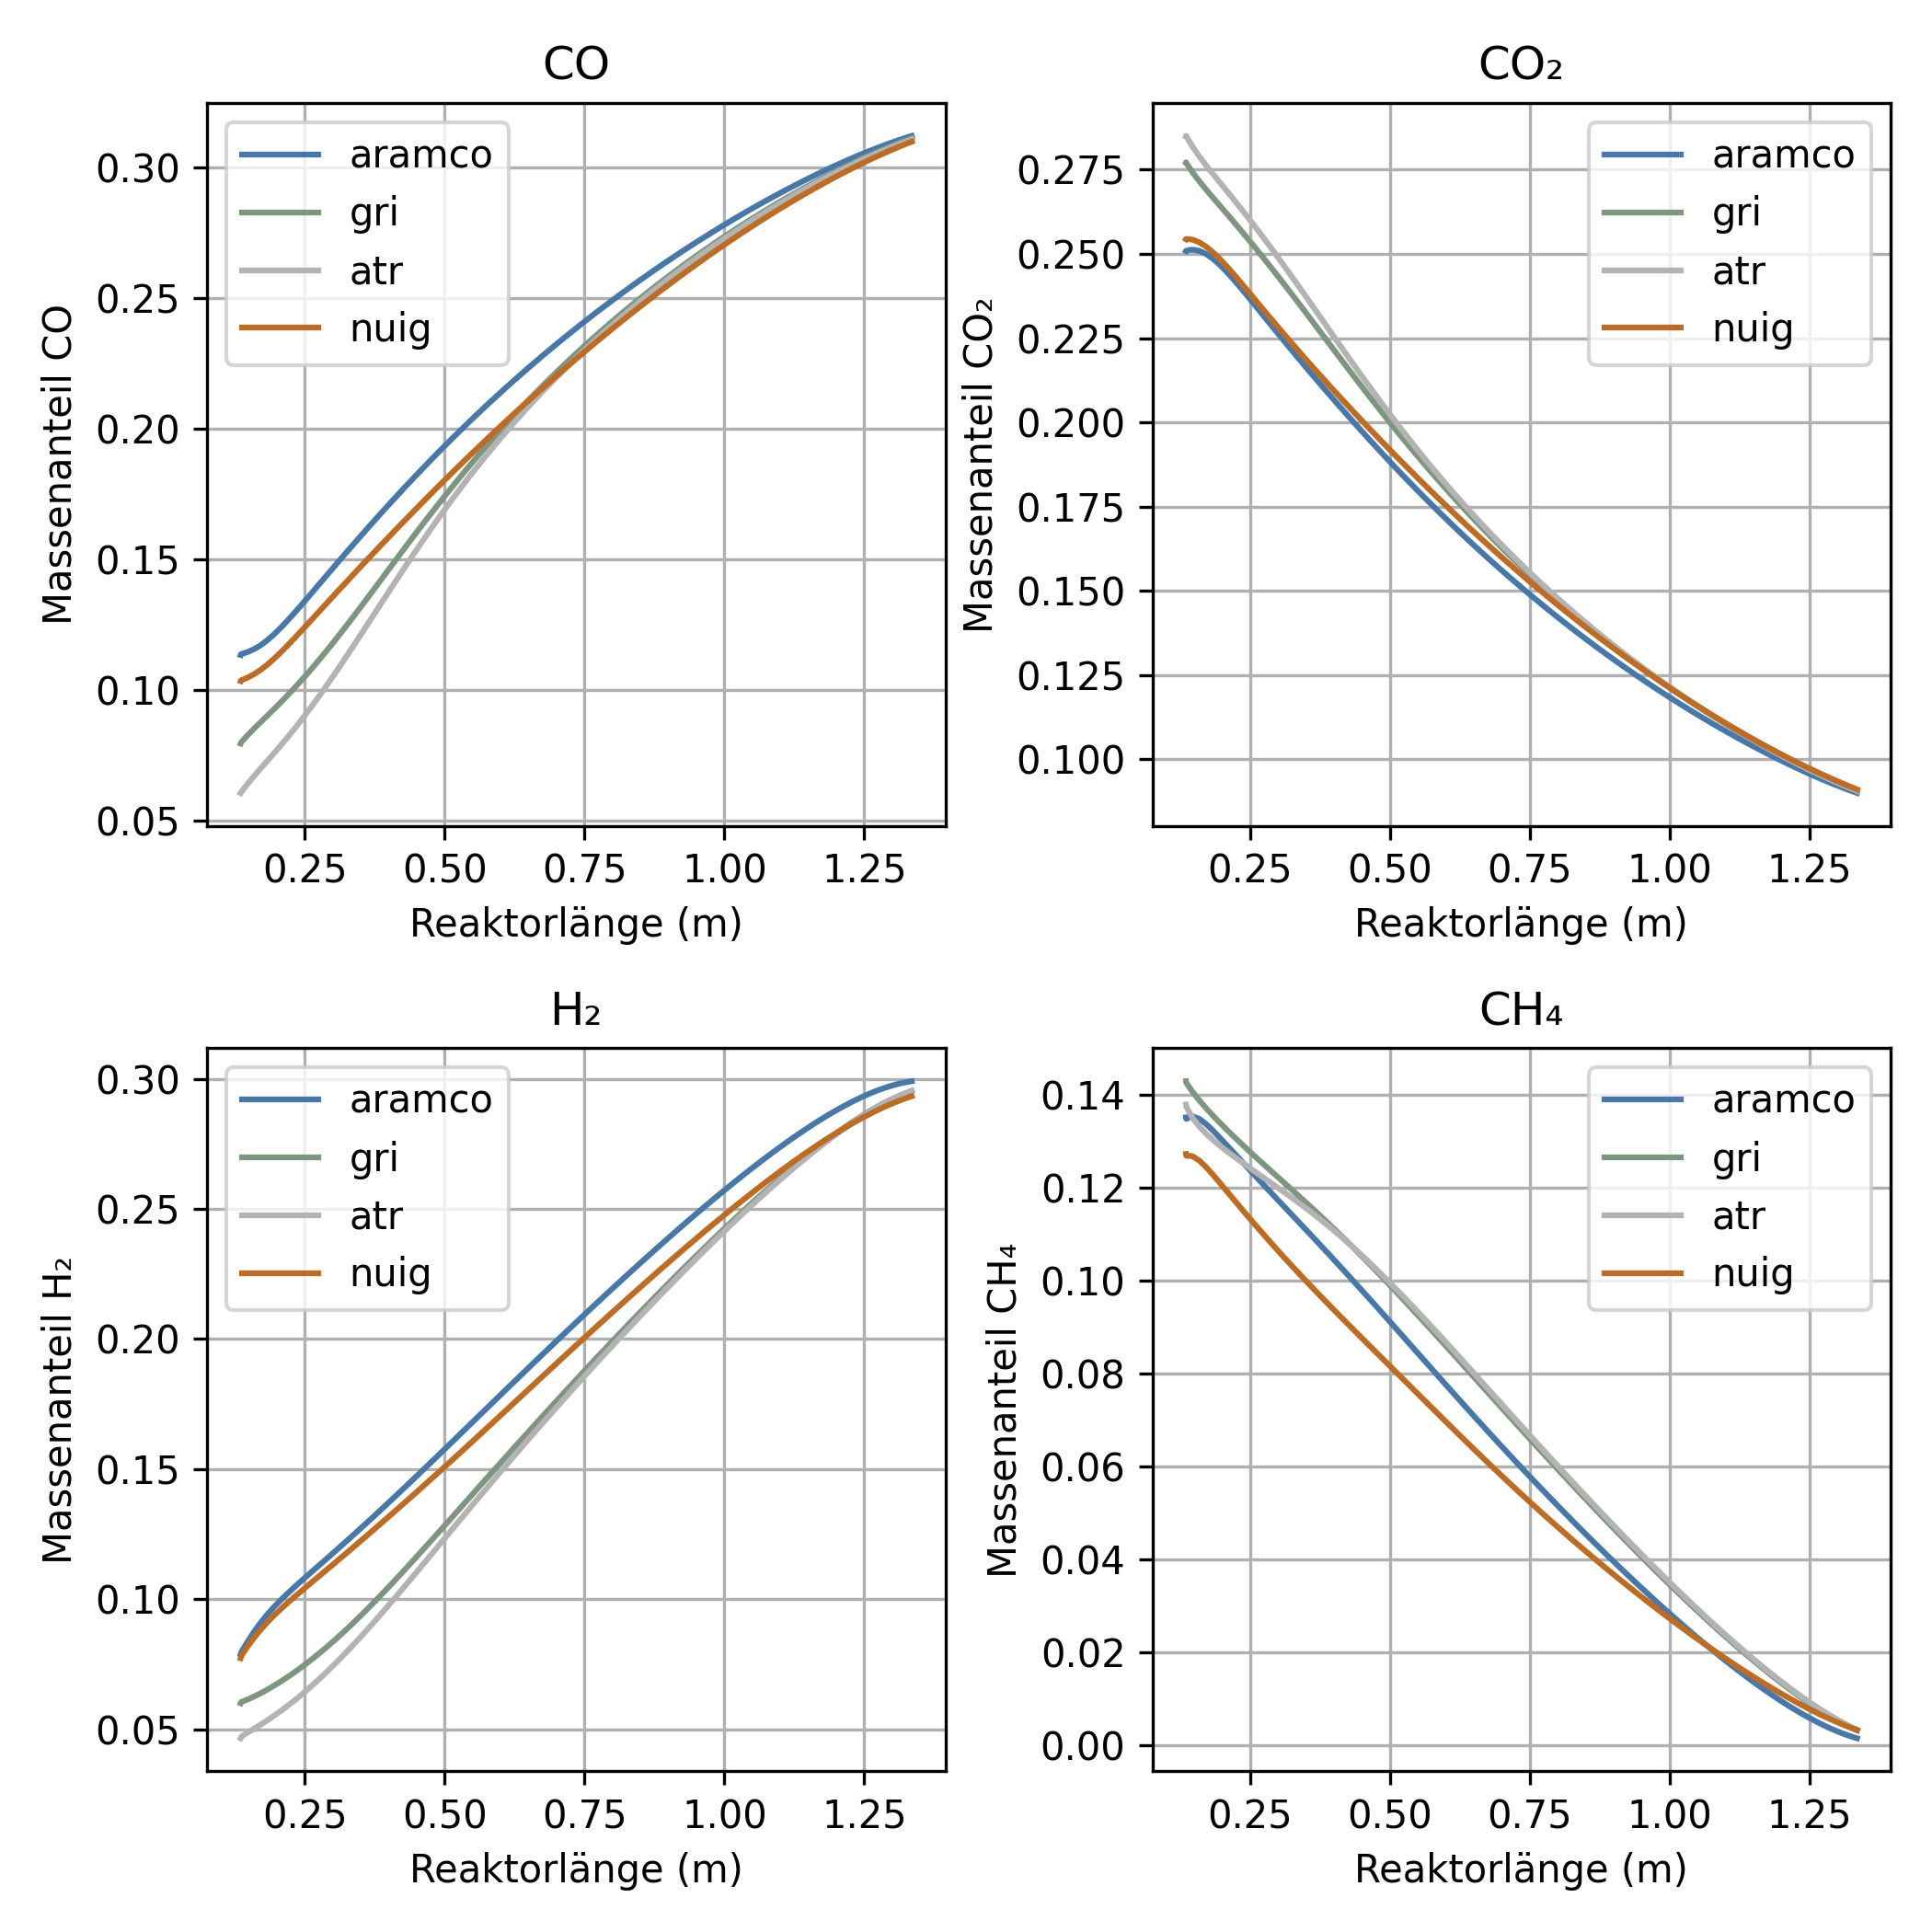 CO
aramco
gri
atr
nuig
0.30
0.25
0.20
0.15
0.10
0.05
Massenanteil CO
0.25 0.50 0.75 1.00 1.25
Reaktorlänge (m)
CO₂
aramco
gri
atr
nuig
0.275
0.250
0.225
0.200
0.175
0.150
0.125
0.100
Massenanteil CO₂
0.25 0.50 0.75 1.00 1.25
Reaktorlänge (m)
H₂
aramco
gri
atr
nuig
0.30
0.25
0.20
0.15
0.10
0.05
Massenanteil H₂
0.25 0.50 0.75 1.00 1.25
Reaktorlänge (m)
CH₄
aramco
gri
atr
nuig
0.14
0.12
0.10
0.08
0.06
0.04
0.02
0.00
Massenanteil CH₄
0.25 0.50 0.75 1.00 1.25
Reaktorlänge (m)